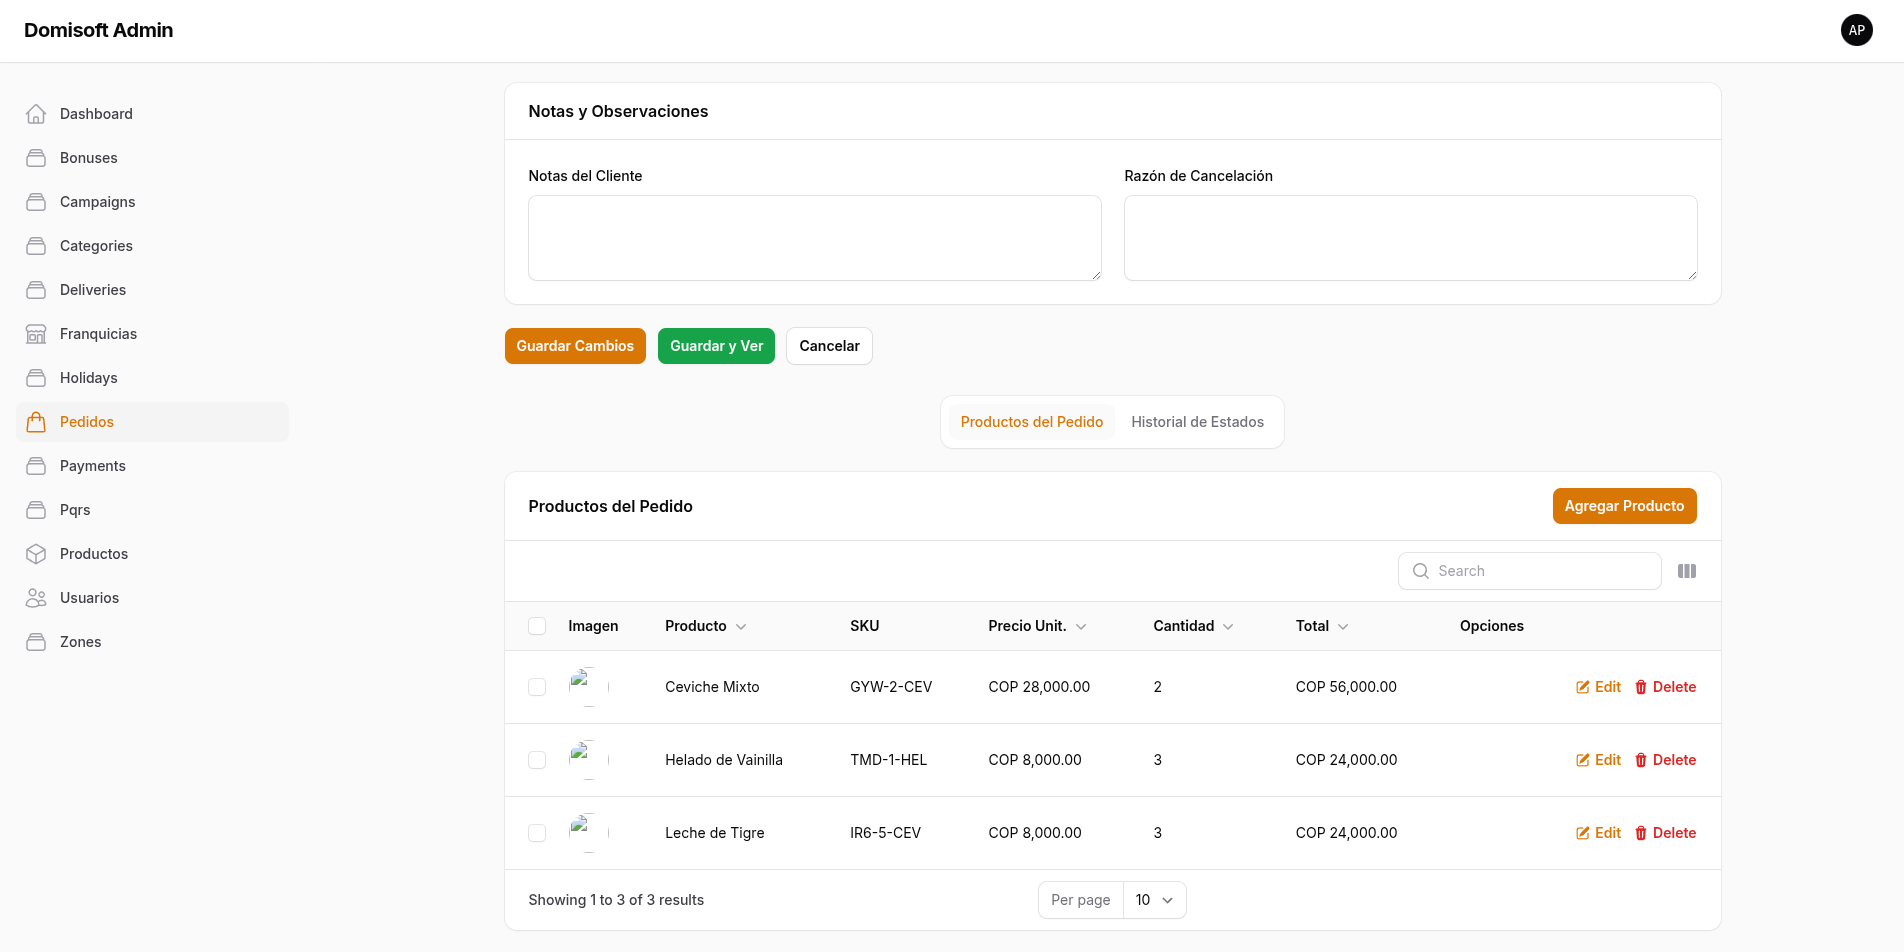 Domisoft Admin
AP
Dashboard
Bonuses
Campaigns
Categories
Deliveries
Franquicias
Holidays
Pedidos
Payments
Pqrs
Productos
Usuarios
Zones
Notas y Observaciones
Notas del Cliente Razón de Cancelación
Guardar Cambios Guardar y Ver Cancelar
Productos del Pedido Historial de Estados
Productos del Pedido Agregar Producto
Search
Imagen Producto SKU Precio Unit. Cantidad Total Opciones
Ceviche Mixto GYW-2-CEV COP 28,000.00 2 COP 56,000.00 Edit Delete
Helado de Vainilla TMD-1-HEL COP 8,000.00 3 COP 24,000.00 Edit Delete
Leche de Tigre IR6-5-CEV COP 8,000.00 3 COP 24,000.00 Edit Delete
Showing 1 to 3 of 3 results Per page 10